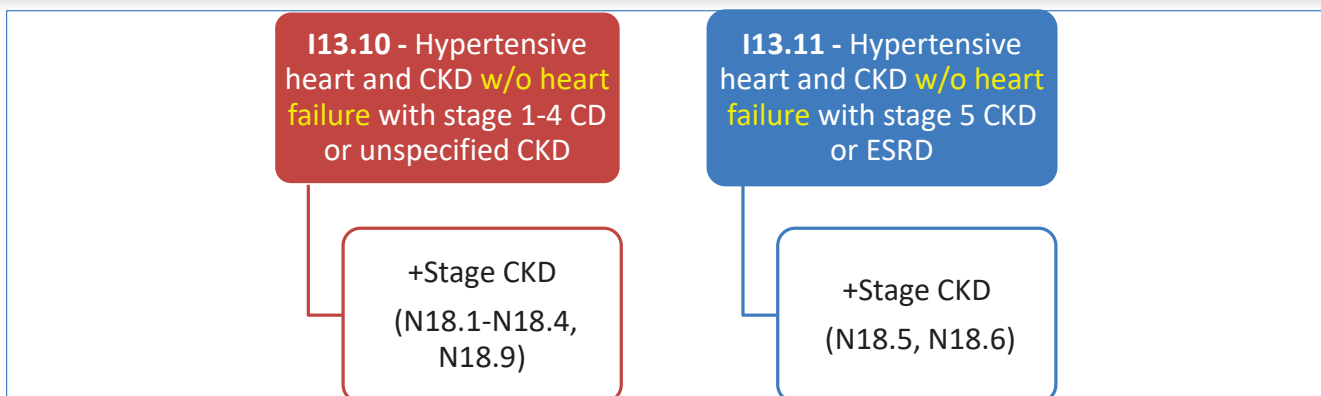 I13.10 - Hypertensive
heart and CKD w/o heart
failure with stage 1-4 CD
or unspecified CKD
+Stage CKD
(N18.1-N18.4,
N18.9)
I13.11 - Hypertensive
heart and CKD w/o heart
failure with stage 5 CKD
or ESRD
+Stage CKD
(N18.5, N18.6)